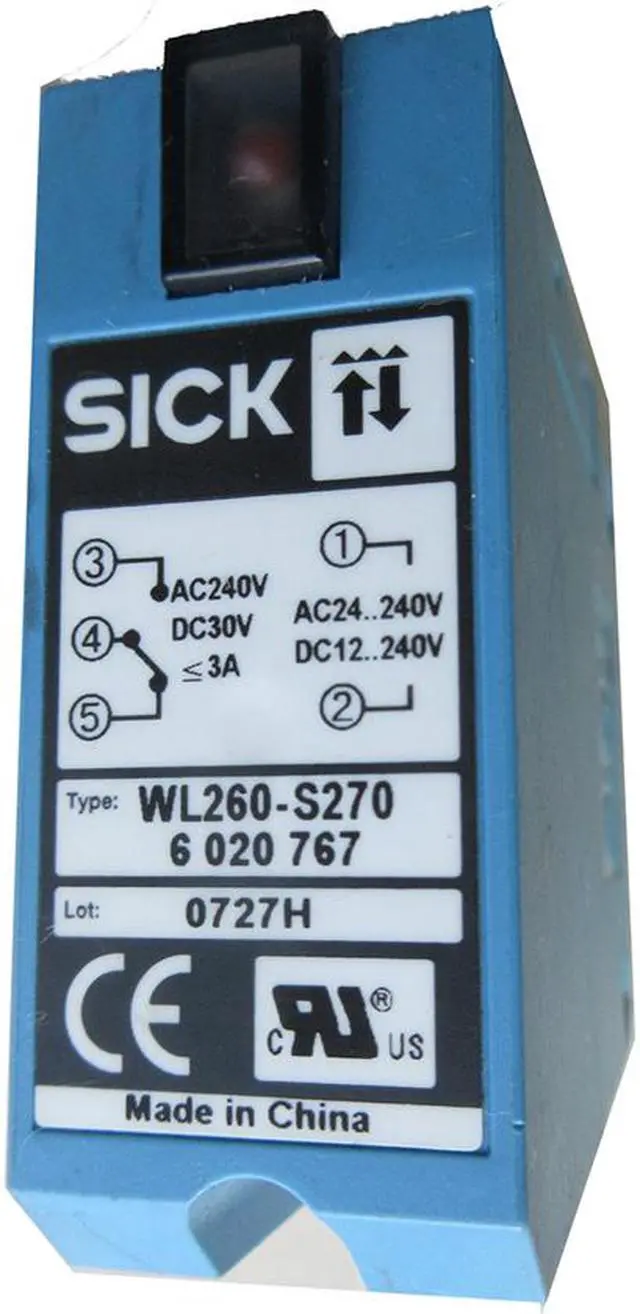 SICK
3 AC240V 1
4 DC30V AC24..240V
≤ 3A DC12..240V
5 2
Type: WL260-S270
6 020 767
Lot: 0727H
CE C RU® US
Made in China